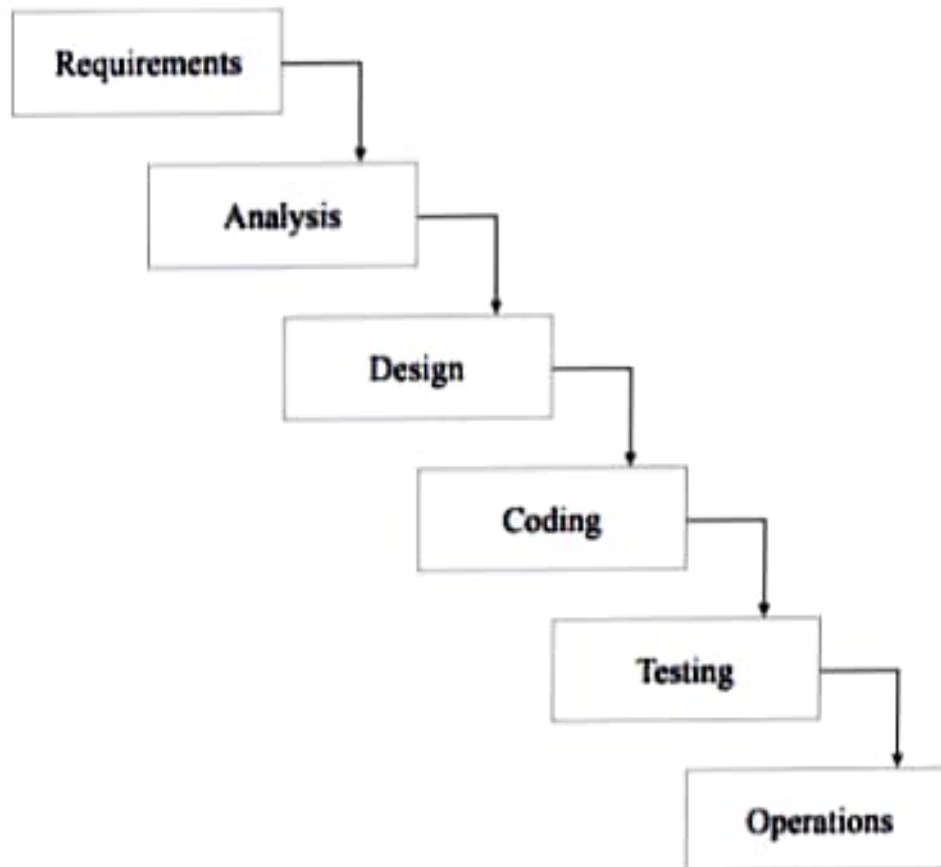 Requirements
Analysis
Design
Coding
Testing
Operations